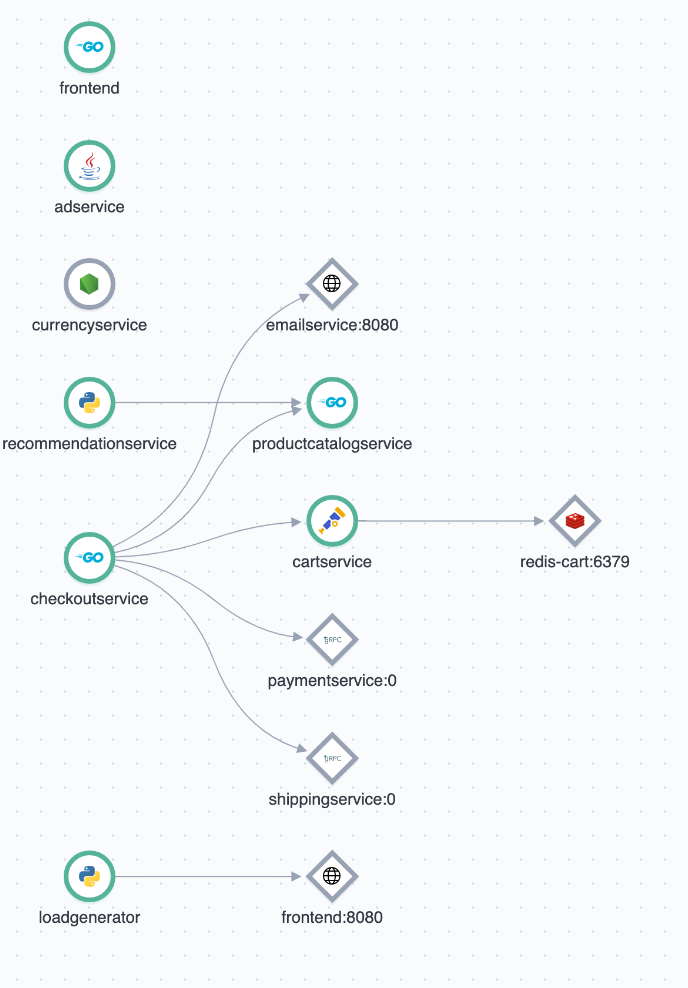 GO
frontend
adservice
currencyservice
emailservice:8080
recommendationservice
GO
productcatalogservice
cartservice
redis-cart:6379
GO
checkoutservice
gRPC
paymentservice:0
gRPC
shippingservice:0
loadgenerator
frontend:8080